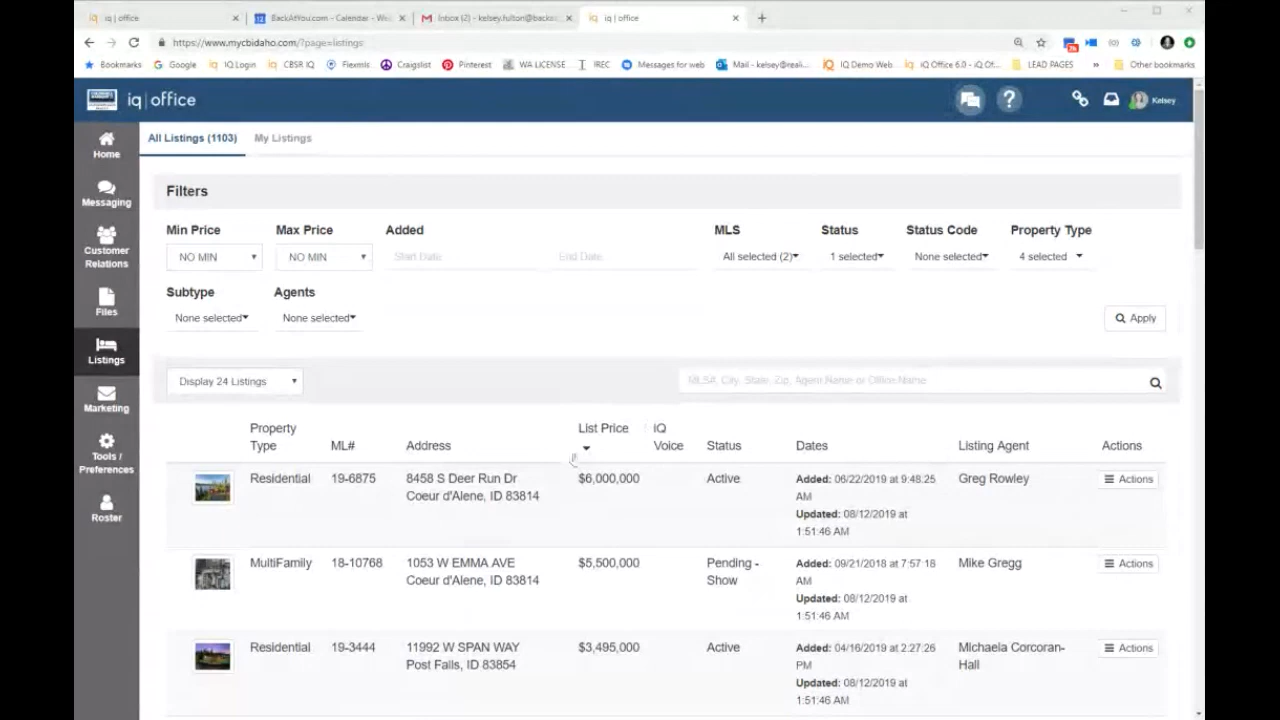 iq | office
BackAtYou.com - Calendar - We
Inbox (2) - kelsey.fulton@backa
iq | office
https://www.mycbidaho.com/?page=listings
Bookmarks
Google
IQ Login
CBSR IQ
Flexmls
Craigslist
Pinterest
WA LICENSE
IREC
Messages for web
Mail - kelsey@reali...
IQ Demo Web...
iQ Office 6.0 - iQ Of...
LEAD PAGES
»
Other bookmarks
iq | office
?
Kelsey
Home
Messaging
Customer
Relations
Files
Listings
Marketing
Tools /
Preferences
Roster
All Listings (1103)
My Listings
Filters
Min Price
Max Price
Added
MLS
Status
Status Code
Property Type
NO MIN
NO MIN
Start Date
End Date
All selected (2)
1 selected
None selected
4 selected
Subtype
Agents
None selected
None selected
Apply
Display 24 Listings
MLS#, City, State, Zip, Agent Name or Office Name
Property
Type
ML#
Address
List Price
IQ
Voice
Status
Dates
Listing Agent
Actions
Residential
19-6875
8458 S Deer Run Dr
Coeur d'Alene, ID 83814
$6,000,000
Active
Added: 06/22/2019 at 9:48:25
AM
Updated: 08/12/2019 at
1:51:46 AM
Greg Rowley
Actions
MultiFamily
18-10768
1053 W EMMA AVE
Coeur d'Alene, ID 83814
$5,500,000
Pending -
Show
Added: 09/21/2018 at 7:57:18
AM
Updated: 08/12/2019 at
1:51:46 AM
Mike Gregg
Actions
Residential
19-3444
11992 W SPAN WAY
Post Falls, ID 83854
$3,495,000
Active
Added: 04/16/2019 at 2:27:26
PM
Updated: 08/12/2019 at
1:51:46 AM
Michaela Corcoran-
Hall
Actions